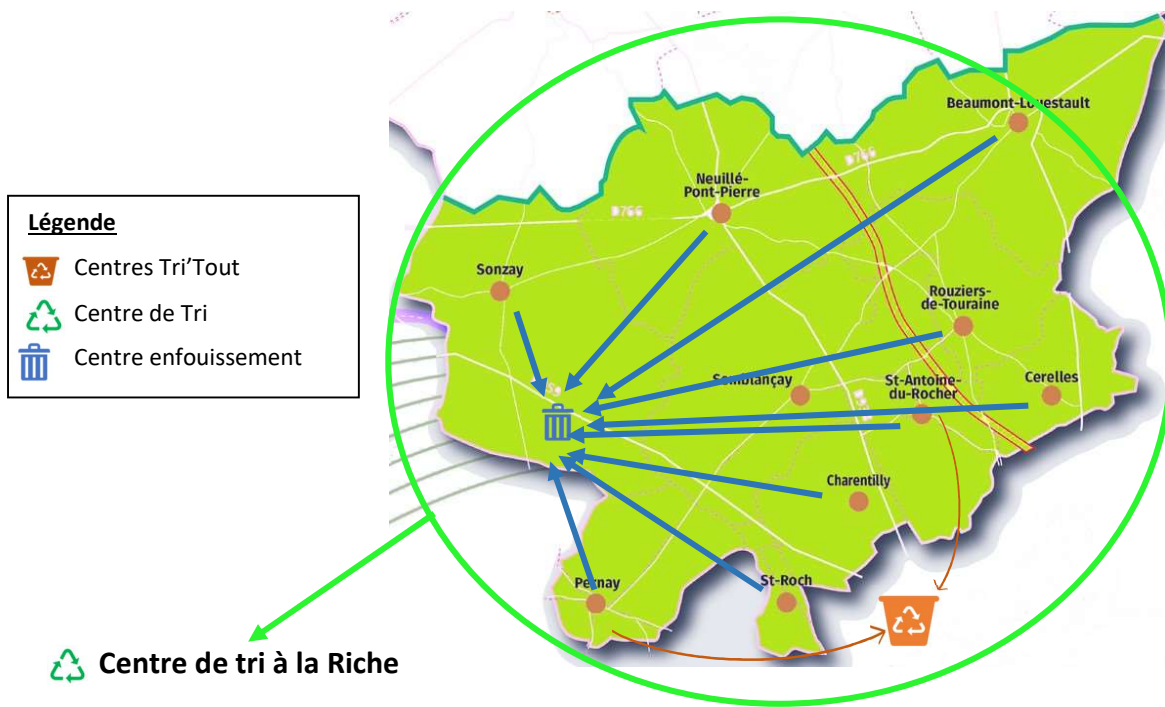 Beaumont-Louestault
D766
Neuillé-
Pont-Pierre
D766
Légende
Centres Tri’Tout
Centre de Tri
Centre enfouissement
Sonzay
Rouziers-
de-Touraine
Semblançay
St-Antoine-
du-Rocher
Cerelles
Charentilly
Pernay
St-Roch
Centre de tri à la Riche